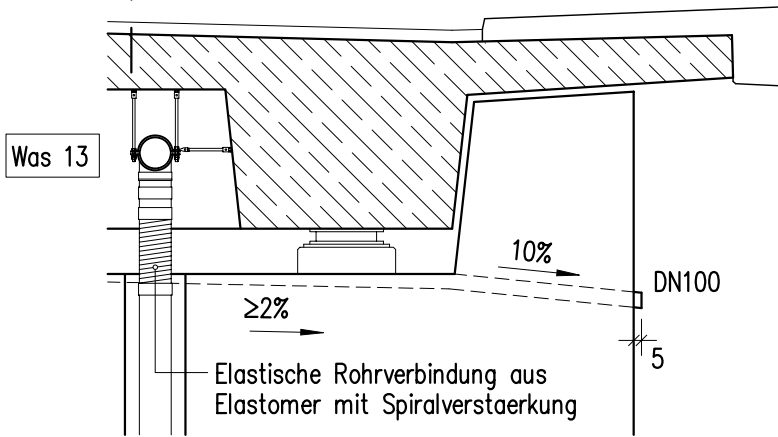 Was 13
10%
DN100
≥2%
5
Elastische Rohrverbindung aus
Elastomer mit Spiralverstaerkung